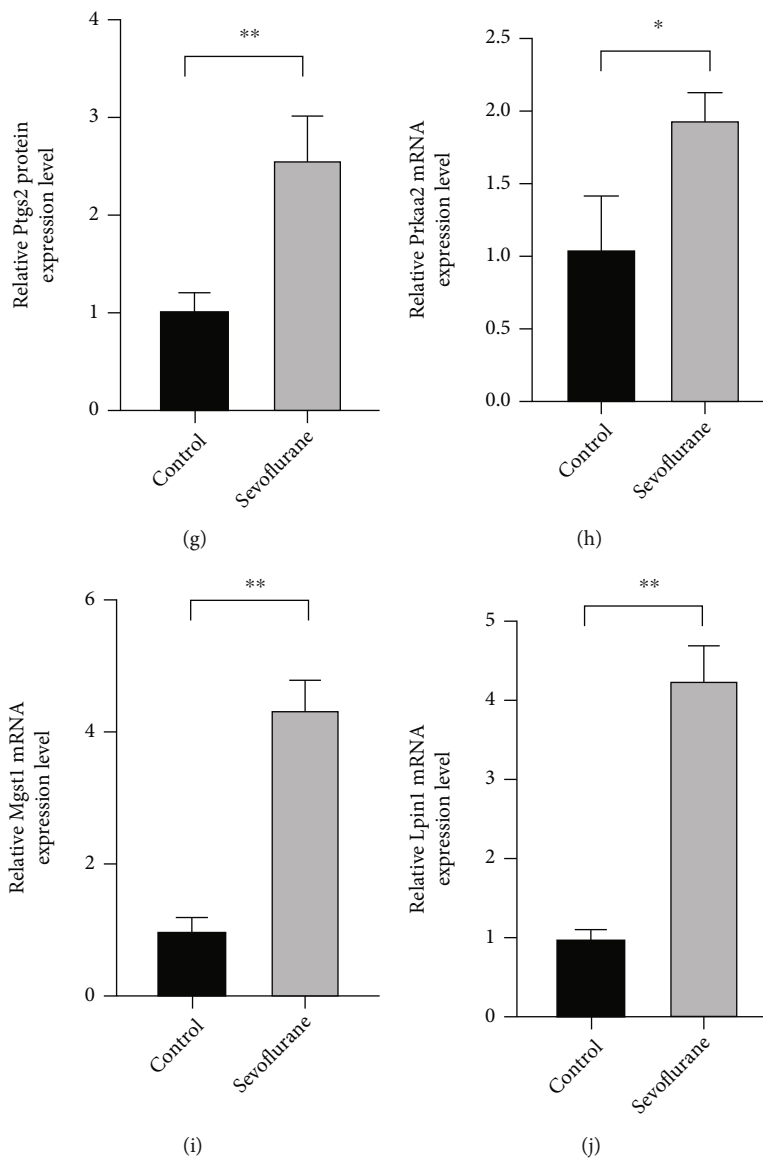 Relative Ptgs2 protein
expression level
4
3
2
1
0
**
Control
Sevoflurane
(g)
Relative Prkaa2 mRNA
expression level
2.5
2.0
1.5
1.0
0.5
0.0
*
Control
Sevoflurane
(h)
Relative Mgst1 mRNA
expression level
6
4
2
0
**
Control
Sevoflurane
(i)
Relative Lpin1 mRNA
expression level
5
4
3
2
1
0
**
Control
Sevoflurane
(j)